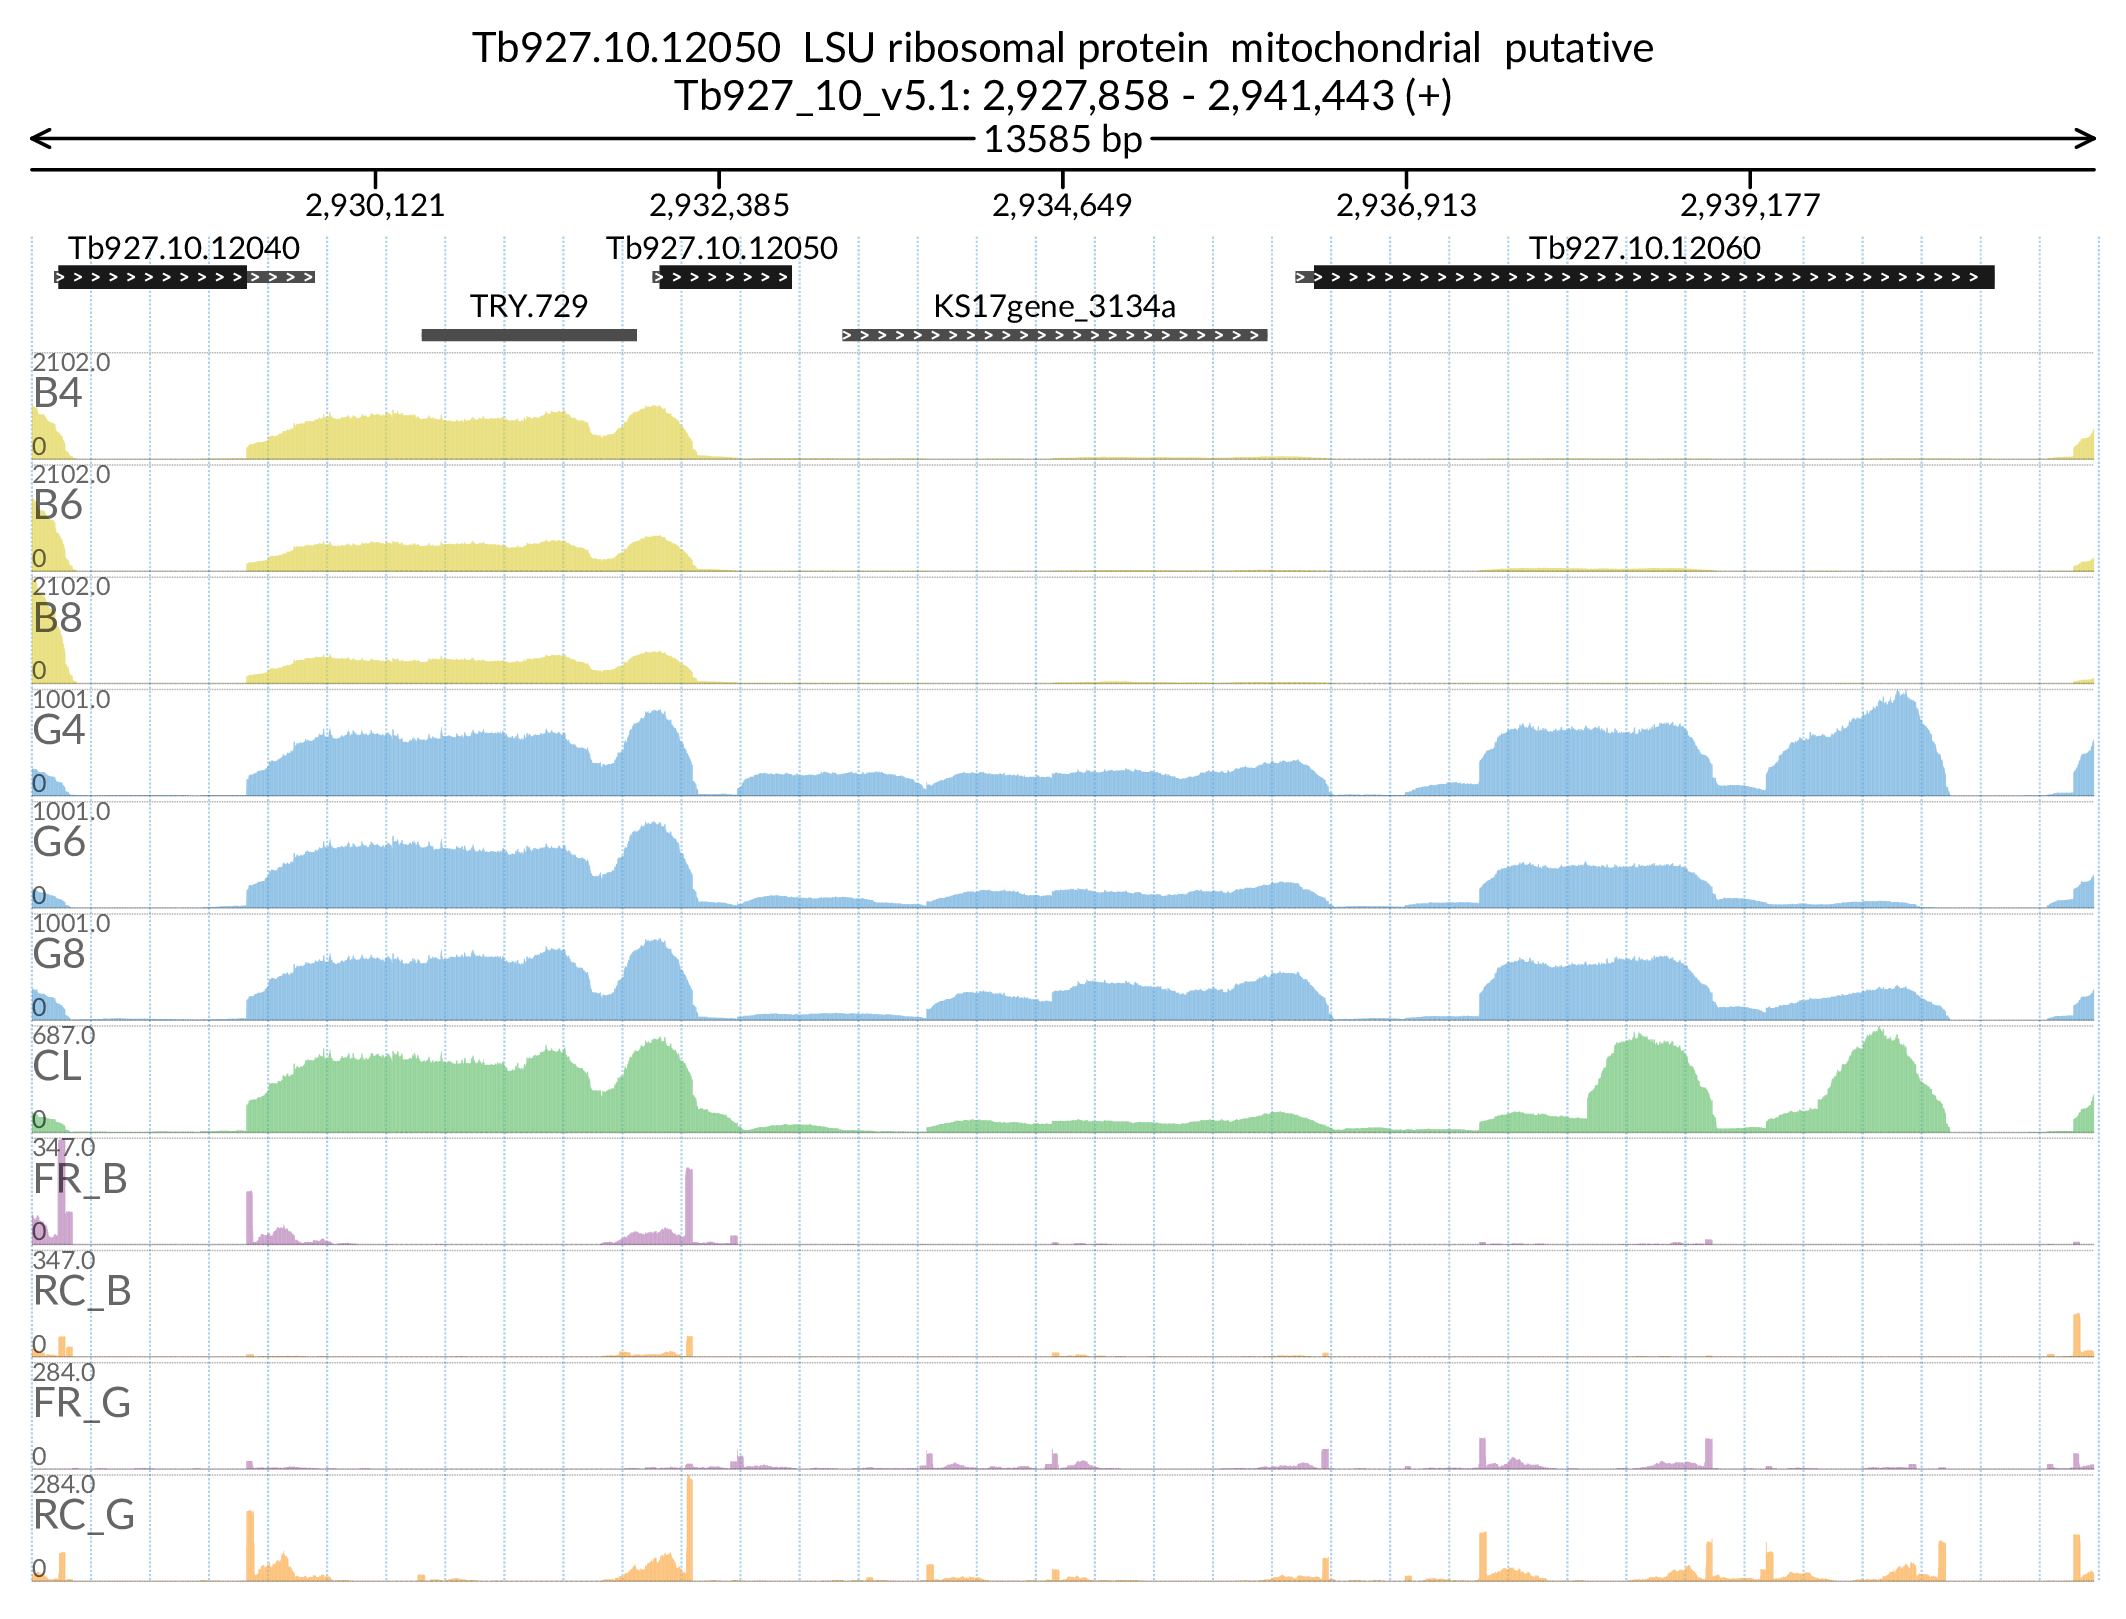 Tb927.10.12050 LSU ribosomal protein mitochondrial putative
Tb927_10_v5.1: 2,927,858 - 2,941,443 (+)
13585 bp
2,930,121 2,932,385 2,934,649 2,936,913 2,939,177
Tb927.10.12040 Tb927.10.12050 Tb927.10.12060
TRY.729 KS17gene_3134a
2102.0
B4
0
2102.0
B6
0
2102.0
B8
0
1001.0
G4
0
1001.0
G6
0
1001.0
G8
0
687.0
CL
0
347.0
FR_B
0
347.0
RC_B
0
284.0
FR_G
0
284.0
RC_G
0